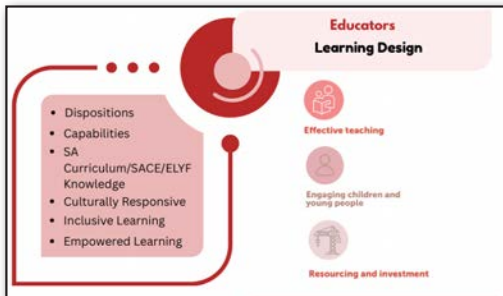 Educators
Learning Design
• Dispositions
• Capabilities
• SA
Curriculum/SACE/ELYF
Knowledge
• Culturally Responsive
• Inclusive Learning
• Empowered Learning
Effective teaching
Engaging children and
young people
Resourcing and investment